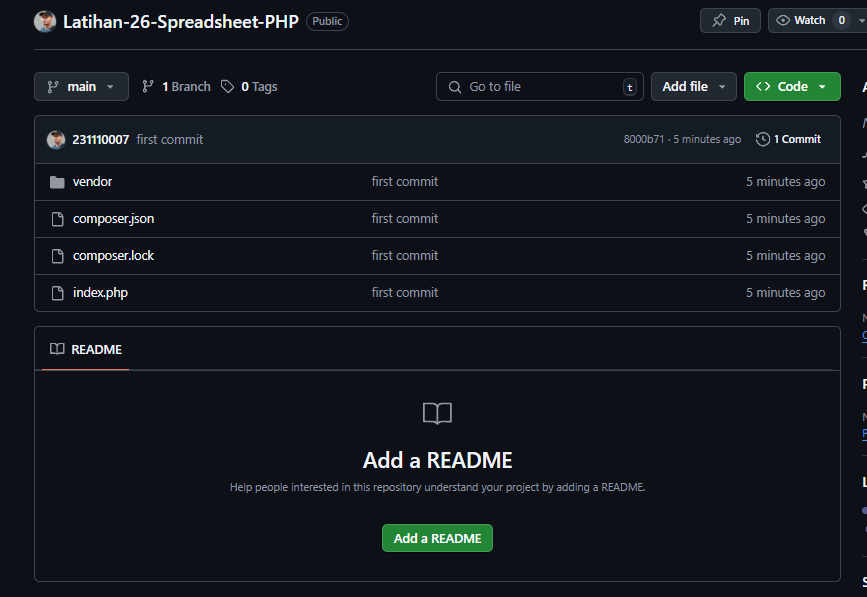 Latihan-26-Spreadsheet-PHP Public Pin Watch 0
main 1 Branch 0 Tags Go to file t Add file Code
231110007 first commit 8000b71 · 5 minutes ago 1 Commit
vendor first commit 5 minutes ago
composer.json first commit 5 minutes ago
composer.lock first commit 5 minutes ago
index.php first commit 5 minutes ago
README
Add a README
Help people interested in this repository understand your project by adding a README.
Add a README